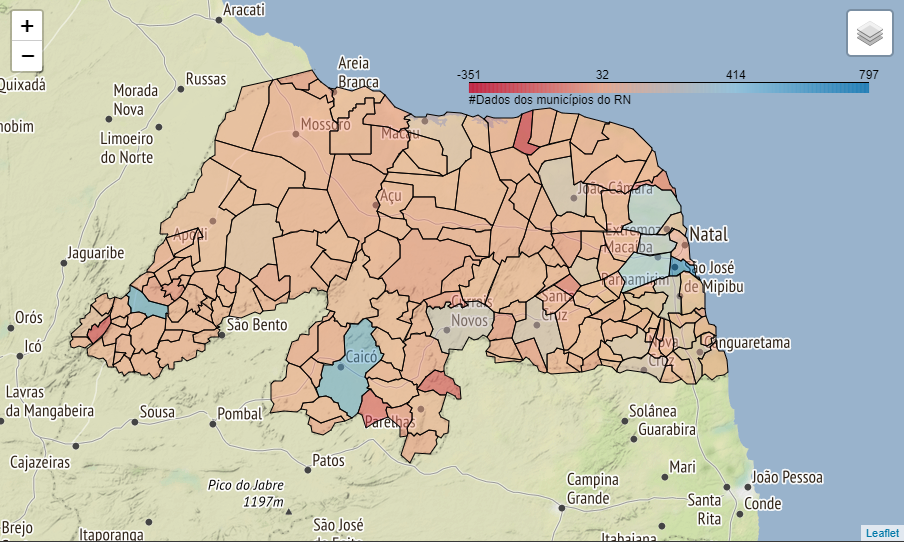 +
−
Aracati
Quixadá
Russas
Areia
Branca
-351
32
414
797
#Dados dos municípios do RN
Morada
Nova
Mossoró
Macau
Limoeiro
do Norte
João Câmara
Açu
Apodi
Extremoz
Natal
Macaíba
Jaguaribe
Parnamirim
São José
de Mipibu
Orós
São Bento
Currais
Novos
Santa
Cruz
Icó
Caicó
Nova
Cruz
Canguaretama
Lavras
da Mangabeira
Sousa
Pombal
Parelhas
Solânea
Guarabira
Cajazeiras
Patos
Mari
Pico do Jabre
1197m
Campina
Grande
João Pessoa
Santa
Rita
Conde
Brejo
Itaporanga
São José
Itabaiana
Leaflet